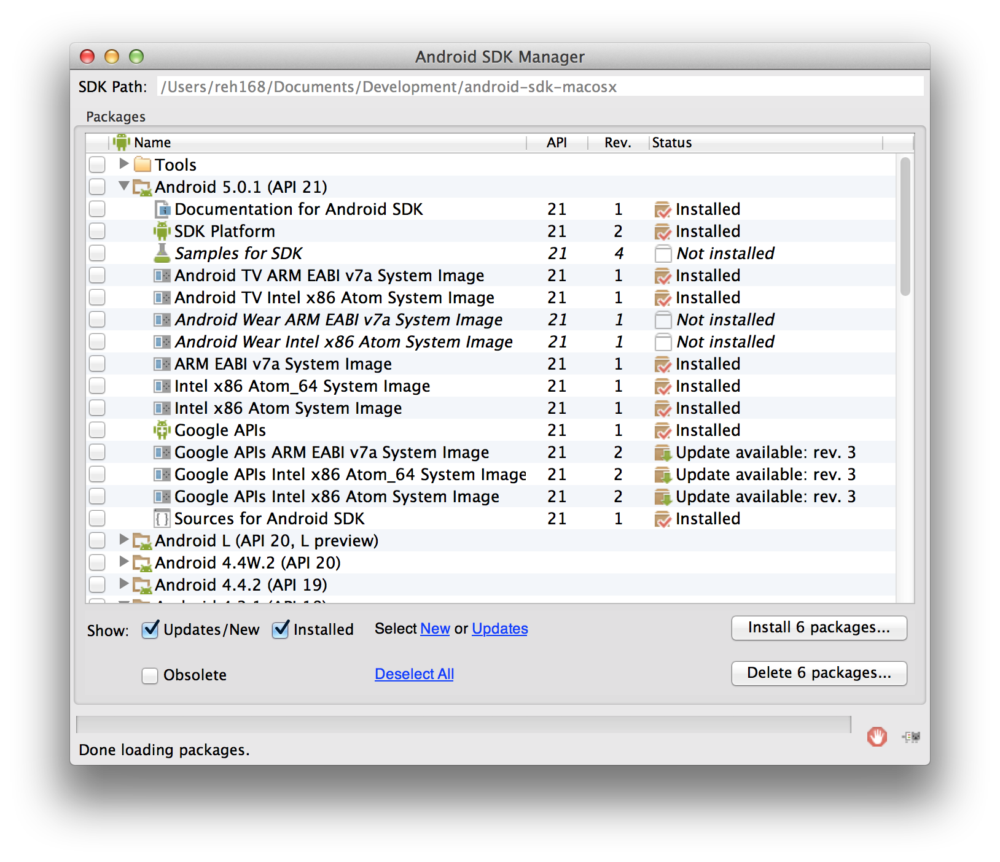 Android SDK Manager
SDK Path: /Users/reh168/Documents/Development/android-sdk-macosx
Packages
Name API Rev. Status
Tools
Android 5.0.1 (API 21)
Documentation for Android SDK 21 1 Installed
SDK Platform 21 2 Installed
Samples for SDK 21 4 Not installed
Android TV ARM EABI v7a System Image 21 1 Installed
Android TV Intel x86 Atom System Image 21 1 Installed
Android Wear ARM EABI v7a System Image 21 1 Not installed
Android Wear Intel x86 Atom System Image 21 1 Not installed
ARM EABI v7a System Image 21 1 Installed
Intel x86 Atom_64 System Image 21 1 Installed
Intel x86 Atom System Image 21 1 Installed
Google APIs 21 1 Installed
Google APIs ARM EABI v7a System Image 21 2 Update available: rev. 3
Google APIs Intel x86 Atom_64 System Image 21 2 Update available: rev. 3
Google APIs Intel x86 Atom System Image 21 2 Update available: rev. 3
Sources for Android SDK 21 1 Installed
Android L (API 20, L preview)
Android 4.4W.2 (API 20)
Android 4.4.2 (API 19)
Show: Updates/New Installed Select New or Updates Install 6 packages...
Obsolete Deselect All Delete 6 packages...
Done loading packages.